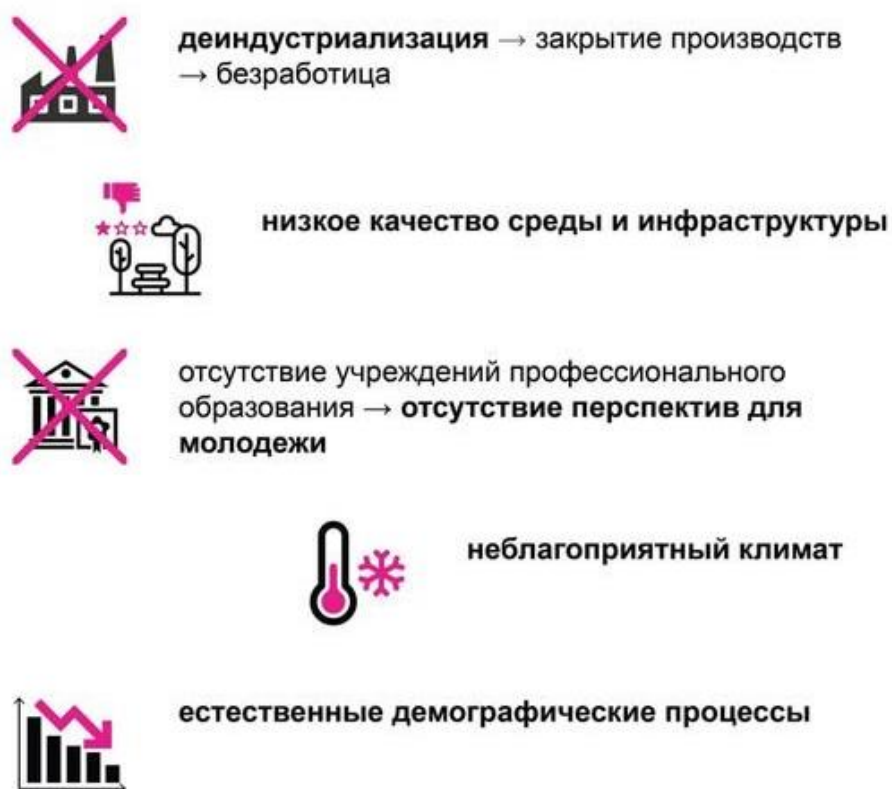 деиндустриализация → закрытие производств
→ безработица
низкое качество среды и инфраструктуры
отсутствие учреждений профессионального
образования → отсутствие перспектив для
молодежи
неблагоприятный климат
естественные демографические процессы